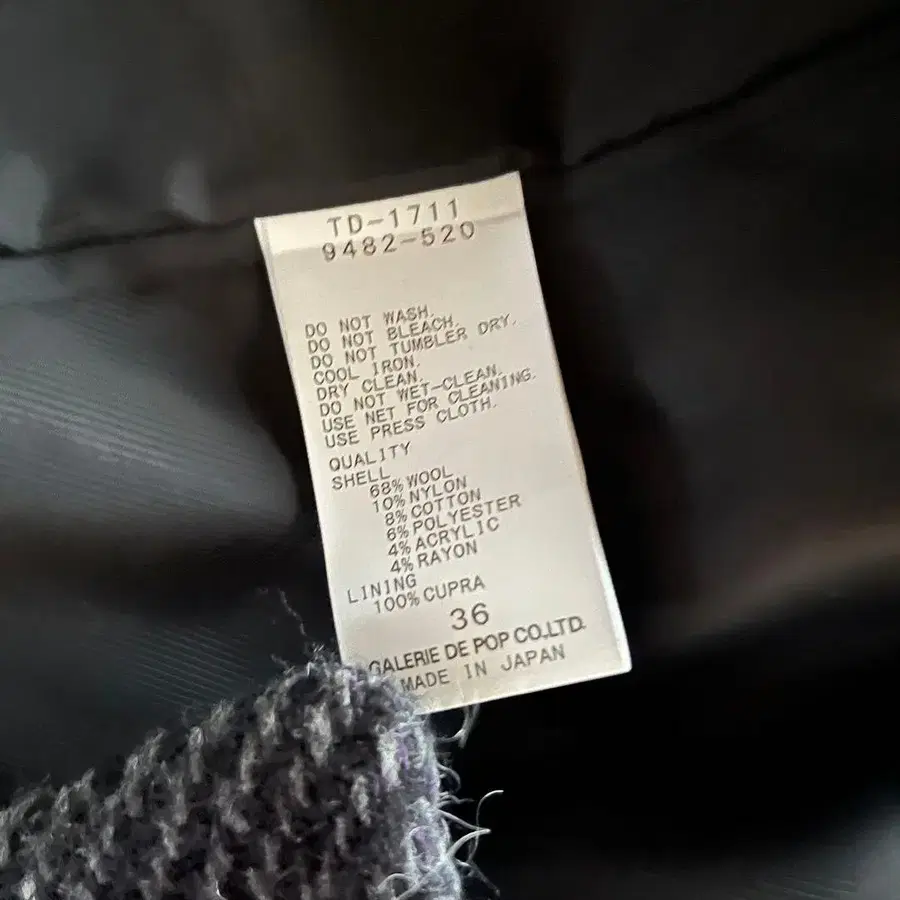 TD-1711
9482-520
DO NOT WASH.
DO NOT BLEACH.
DO NOT TUMBLER DRY.
COOL IRON.
DRY CLEAN.
DO NOT WET-CLEAN.
USE NET FOR CLEANING.
USE PRESS CLOTH.
QUALITY
SHELL
68% WOOL
10% NYLON
8% COTTON
6% POLYESTER
4% ACRYLIC
4% RAYON
LINING
100% CUPRA
36
GALERIE DE POP CO.,LTD.
MADE IN JAPAN